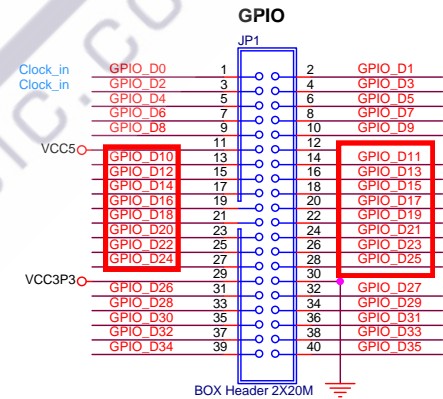 GPIO
JP1
Clock_in GPIO_D0 1 2 GPIO_D1
Clock_in GPIO_D2 3 4 GPIO_D3
GPIO_D4 5 6 GPIO_D5
GPIO_D6 7 8 GPIO_D7
GPIO_D8 9 10 GPIO_D9
VCC5 11 12
GPIO_D10 13 14 GPIO_D11
GPIO_D12 15 16 GPIO_D13
GPIO_D14 17 18 GPIO_D15
GPIO_D16 19 20 GPIO_D17
GPIO_D18 21 22 GPIO_D19
GPIO_D20 23 24 GPIO_D21
GPIO_D22 25 26 GPIO_D23
GPIO_D24 27 28 GPIO_D25
VCC3P3 29 30
GPIO_D26 31 32 GPIO_D27
GPIO_D28 33 34 GPIO_D29
GPIO_D30 35 36 GPIO_D31
GPIO_D32 37 38 GPIO_D33
GPIO_D34 39 40 GPIO_D35
BOX Header 2X20M